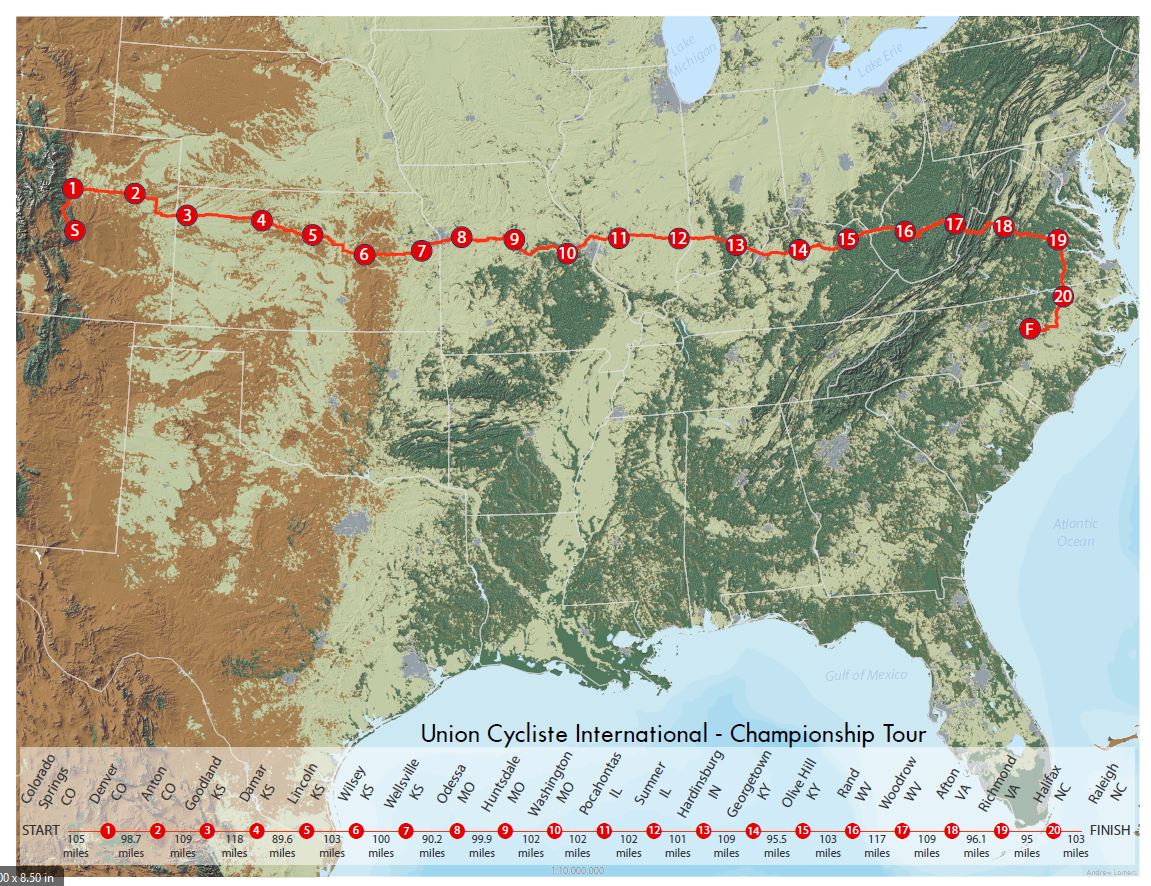 Lake
Michigan
Lake Erie
1
2
3
4
5
6
7
8
9
10
11
12
13
14
15
16
17
18
19
20
S
F
Atlantic
Ocean
Gulf of Mexico
Union Cycliste International - Championship Tour
Colorado
Springs
CO
Denver
CO
Anton
CO
Goodland
KS
Damar
KS
Lincoln
KS
Wilsey
KS
Wellsville
KS
Odessa
MO
Huntsdale
MO
Washington
MO
Pocahontas
IL
Sumner
IL
Hardinsburg
IN
Georgetown
KY
Olive Hill
KY
Rand
WV
Woodrow
WV
Afton
VA
Richmond
VA
Halifax
NC
Raleigh
NC
START 1 2 3 4 5 6 7 8 9 10 11 12 13 14 15 16 17 18 19 20 FINISH
105 98.7 109 118 89.6 103 100 90.2 99.9 102 102 102 101 109 95.5 103 117 109 96.1 95 103
miles miles miles miles miles miles miles miles miles miles miles miles miles miles miles miles miles miles miles miles miles
1:10,000,000
Andrew Lamers
00 x 8.50 in